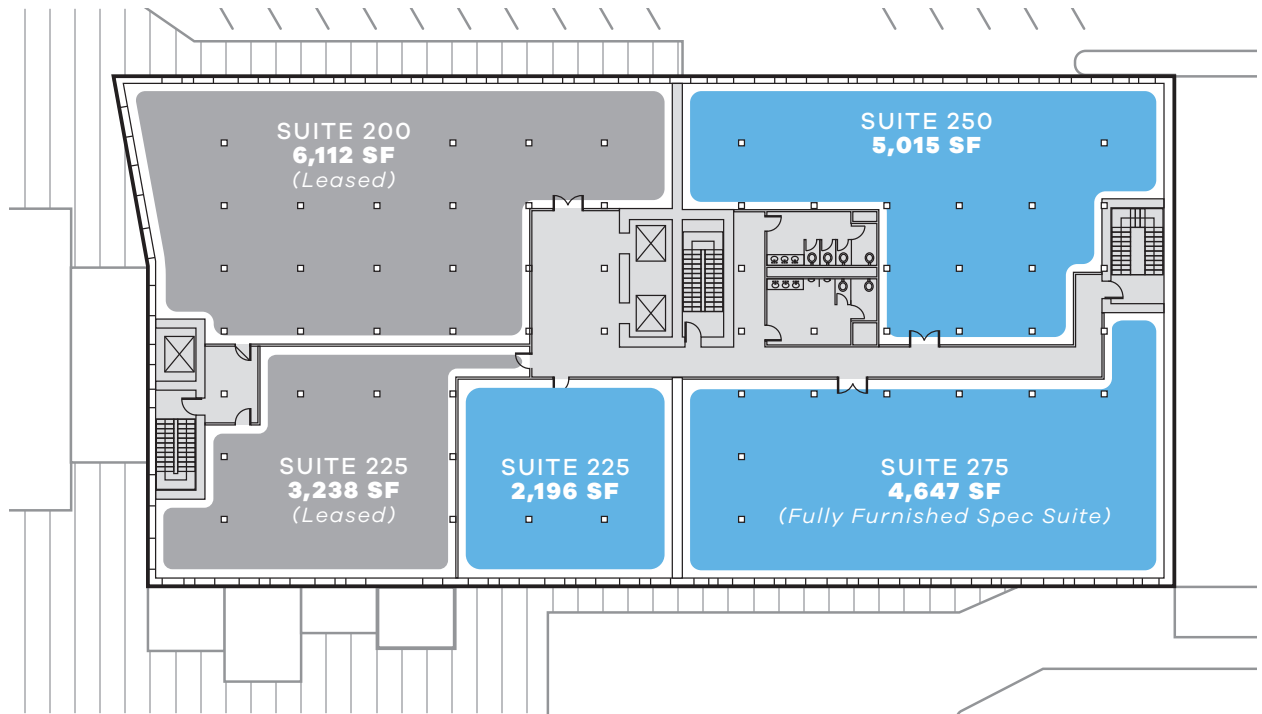 SUITE 200
6,112 SF
(Leased)
SUITE 250
5,015 SF
SUITE 225
3,238 SF
(Leased)
SUITE 225
2,196 SF
SUITE 275
4,647 SF
(Fully Furnished Spec Suite)